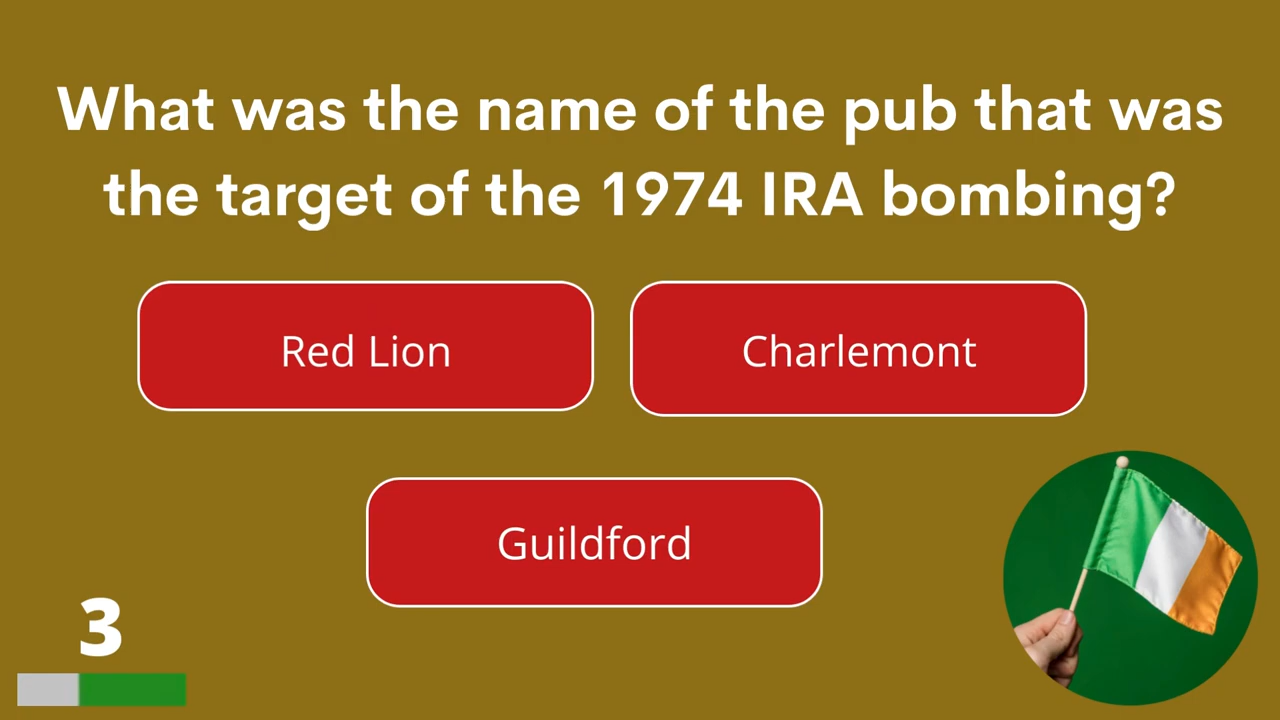 What was the name of the pub that was
the target of the 1974 IRA bombing?
Red Lion
Charlemont
Guildford
3